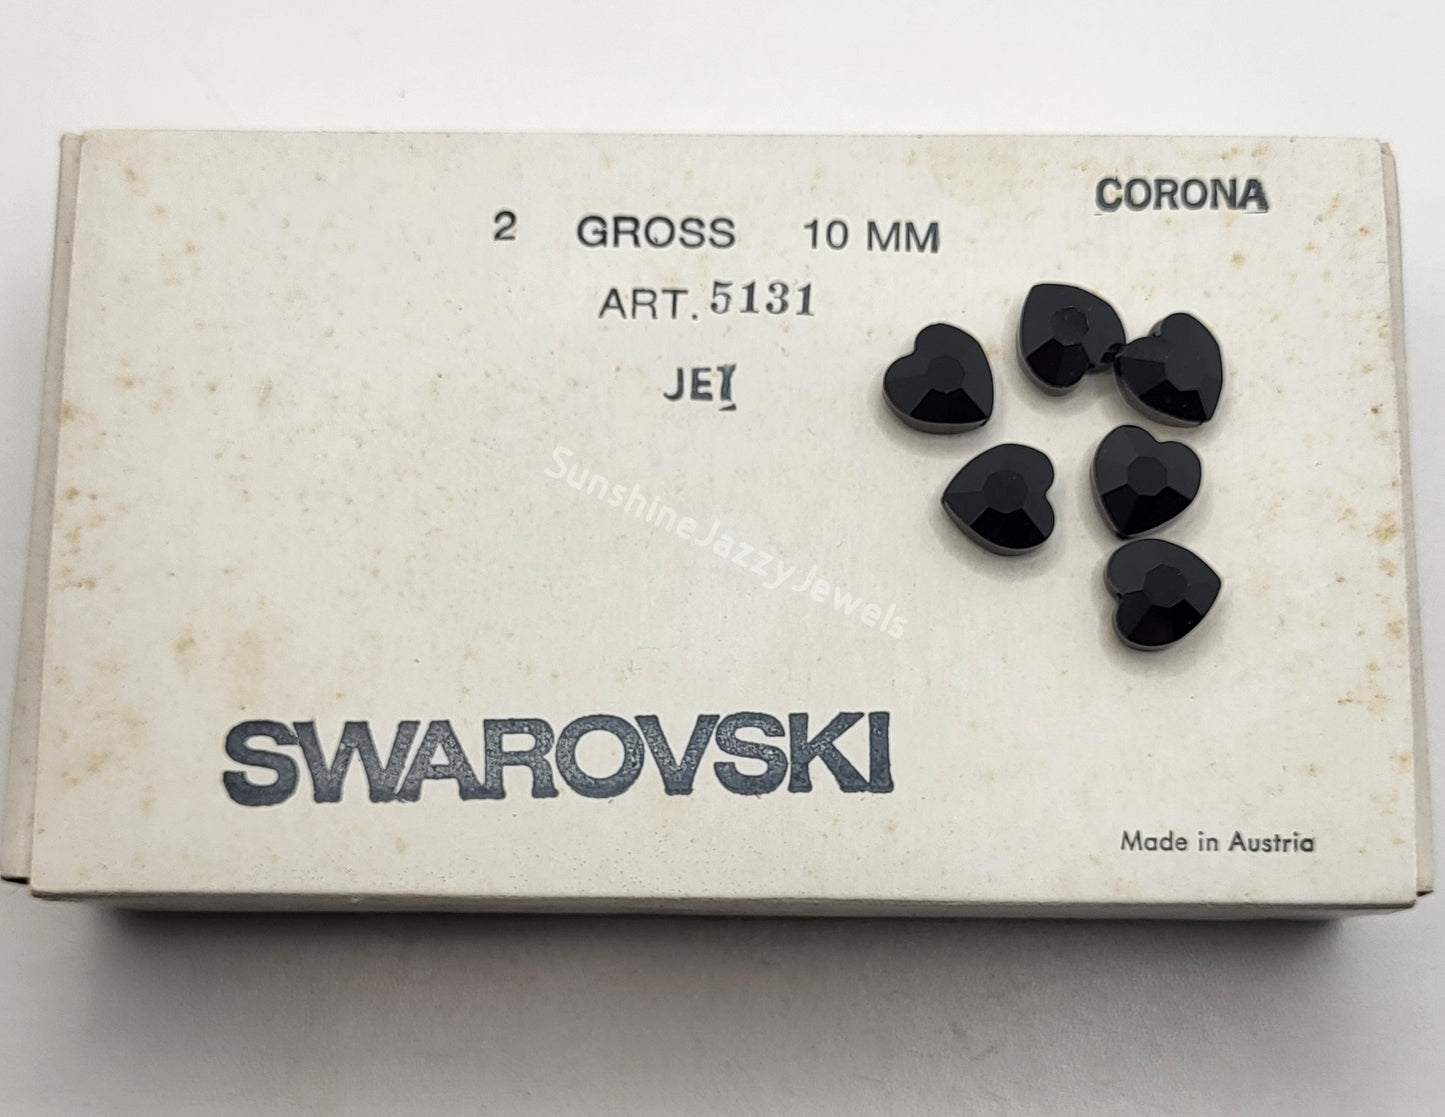 CORONA
2 GROSS 10 MM
ART. 5131
JET
SunshineJazzyJewels
SWAROVSKI
Made in Austria